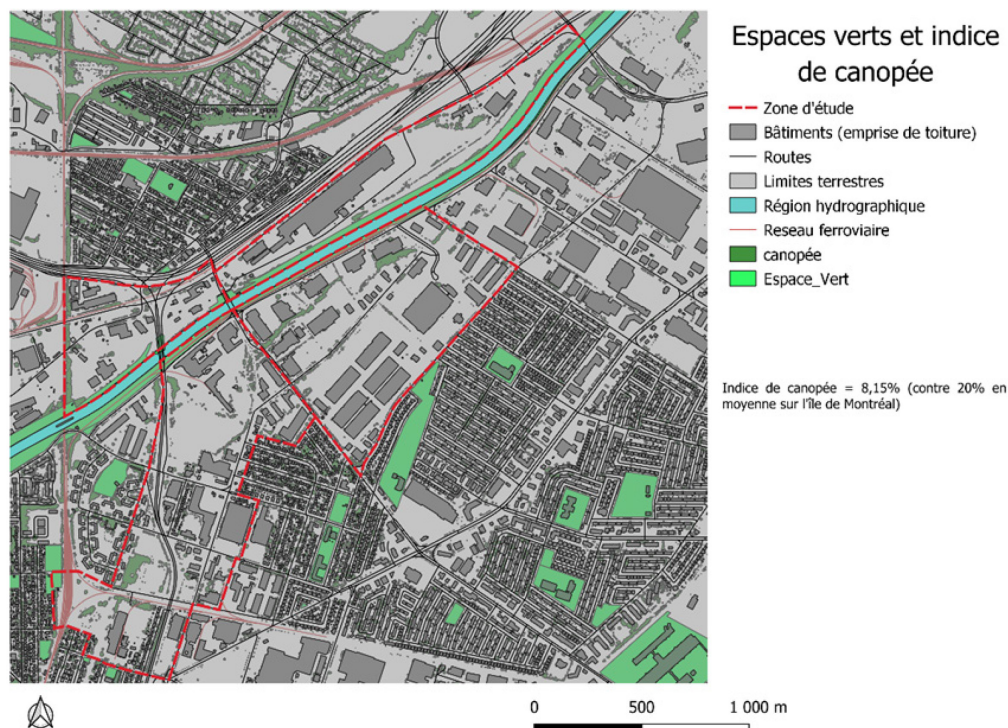 Espaces verts et indice
de canopée
Zone d'étude
Bâtiments (emprise de toiture)
Routes
Limites terrestres
Région hydrographique
Reseau ferroviaire
canopée
Espace_Vert
Indice de canopée = 8,15% (contre 20% en
moyenne sur l'île de Montréal)
0 500 1 000 m